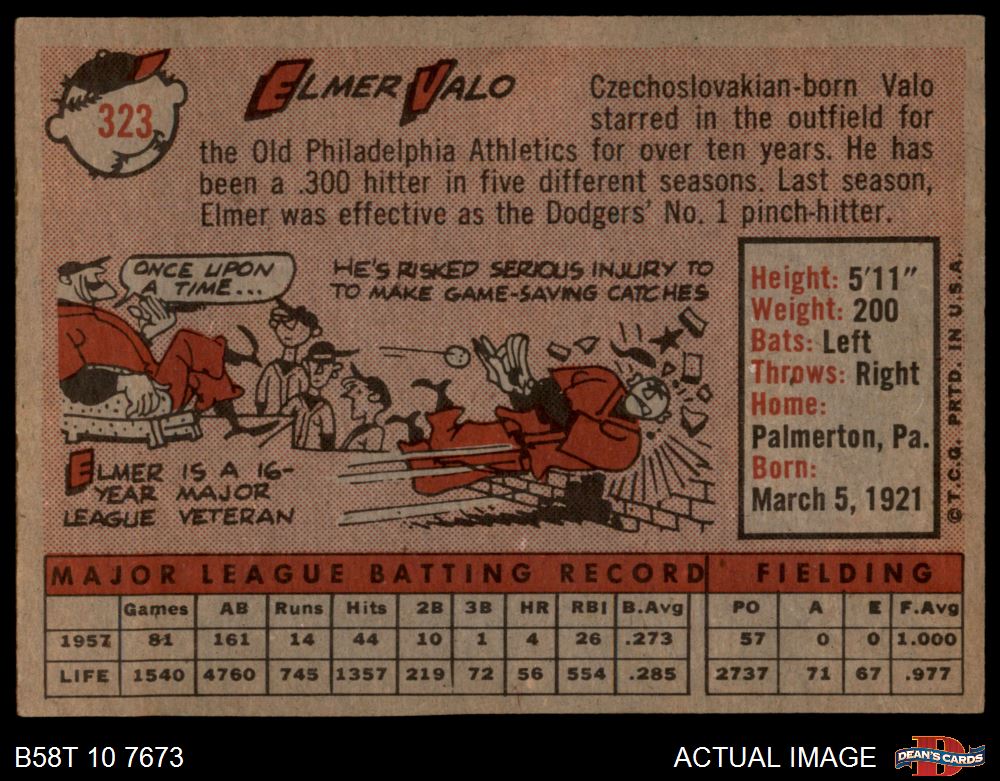 323
ELMER VALO
Czechoslovakian-born Valo
starred in the outfield for
the Old Philadelphia Athletics for over ten years. He has
been a .300 hitter in five different seasons. Last season,
Elmer was effective as the Dodgers' No. 1 pinch-hitter.
ONCE UPON
A TIME...
HE'S RISKED SERIOUS INJURY TO
TO MAKE GAME-SAVING CATCHES
ELMER IS A 16-
YEAR MAJOR
LEAGUE VETERAN
Height: 5'11"
Weight: 200
Bats: Left
Throws: Right
Home:
Palmerton, Pa.
Born:
March 5, 1921
© T.C.G. PRTD. IN U.S.A.
MAJOR LEAGUE BATTING RECORD FIELDING
Games AB Runs Hits 2B 3B HR RBI B.Avg PO A E F.Avg
1957 81 161 14 44 10 1 4 26 .273 57 0 0 1.000
LIFE 1540 4760 745 1357 219 72 56 554 .285 2737 71 67 .977
B58T 10 7673 ACTUAL IMAGE
D DEAN'S CARDS